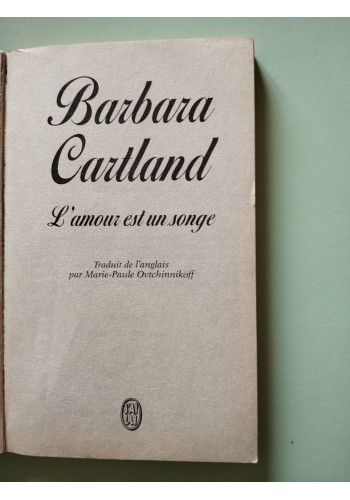 Barbara
Cartland
L'amour est un songe
Traduit de l'anglais
par Marie-Paule Ovtchinnikoff
J'AI
LU